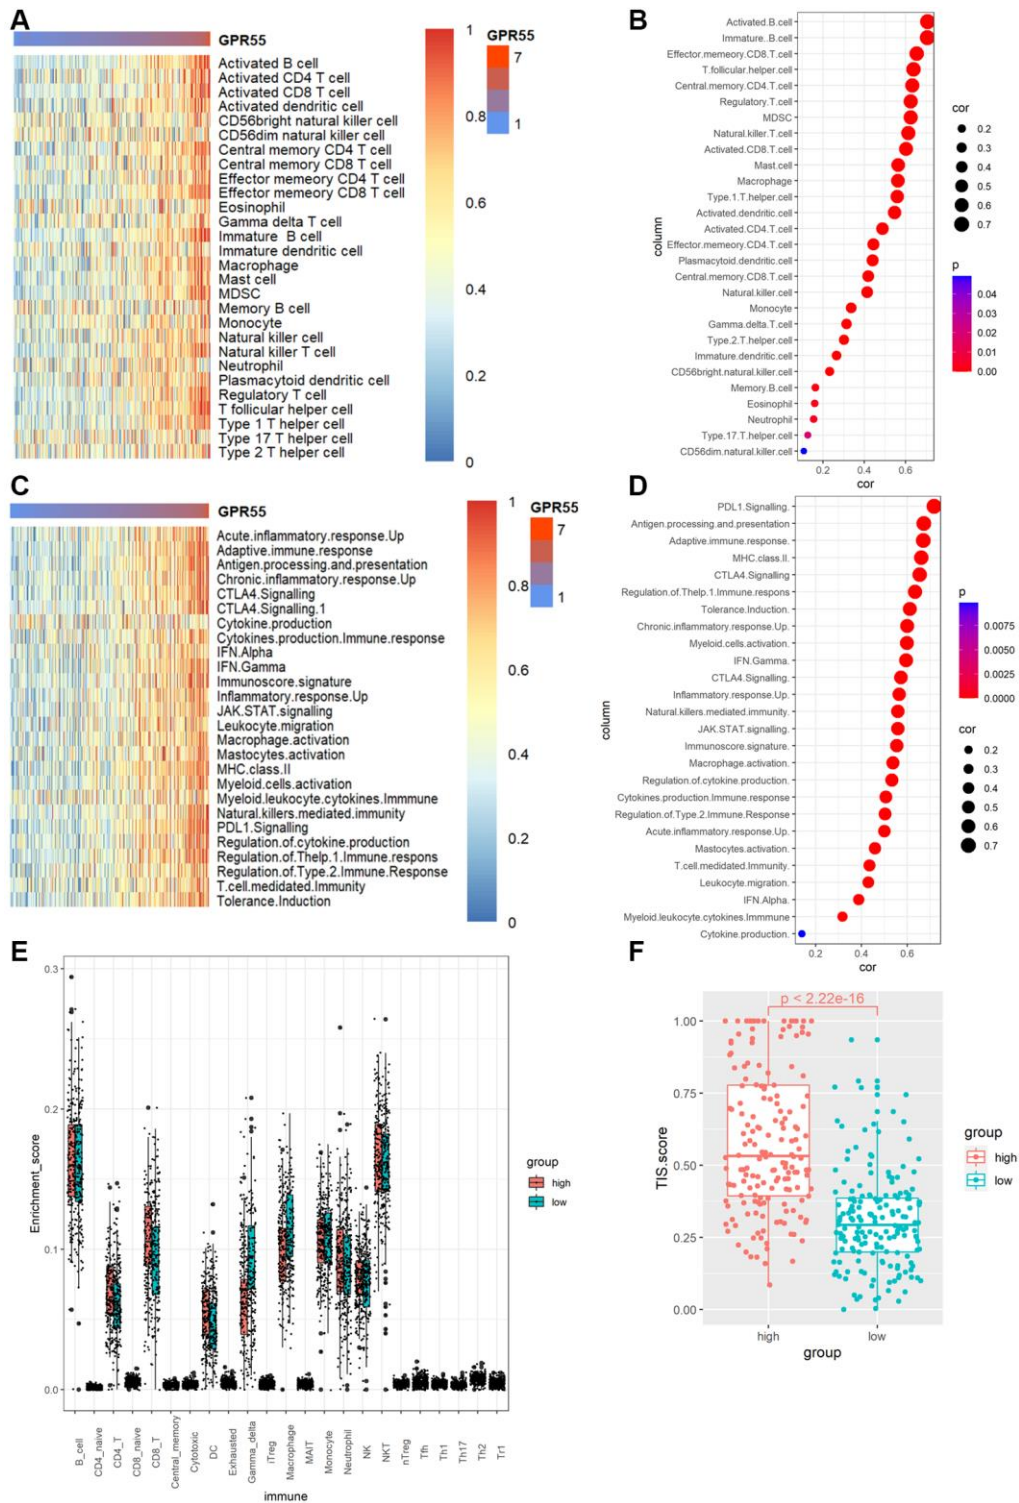 A
GPR55
Activated B cell
Activated CD4 T cell
Activated CD8 T cell
Activated dendritic cell
CD56bright natural killer cell
CD56dim natural killer cell
Central memory CD4 T cell
Central memory CD8 T cell
Effector memeory CD4 T cell
Effector memeory CD8 T cell
Eosinophil
Gamma delta T cell
Immature  B cell
Immature dendritic cell
Macrophage
Mast cell
MDSC
Memory B cell
Monocyte
Natural killer cell
Natural killer T cell
Neutrophil
Plasmacytoid dendritic cell
Regulatory T cell
T follicular helper cell
Type 1 T helper cell
Type 17 T helper cell
Type 2 T helper cell
1
0.8
0.6
0.4
0.2
0
GPR55
7
1
B
column
Activated.B.cell
Immature..B.cell
Effector.memeory.CD8.T.cell
T.follicular.helper.cell
Central.memory.CD4.T.cell
Regulatory.T.cell
MDSC
Natural.killer.T.cell
Activated.CD8.T.cell
Mast.cell
Macrophage
Type.1.T.helper.cell
Activated.dendritic.cell
Activated.CD4.T.cell
Effector.memeory.CD4.T.cell
Plasmacytoid.dendritic.cell
Central.memory.CD8.T.cell
Natural.killer.cell
Monocyte
Gamma.delta.T.cell
Type.2.T.helper.cell
Immature.dendritic.cell
CD56bright.natural.killer.cell
Memory.B.cell
Eosinophil
Neutrophil
Type.17.T.helper.cell
CD56dim.natural.killer.cell
0.2 0.4 0.6
cor
cor
0.2
0.3
0.4
0.5
0.6
0.7
p
0.04
0.03
0.02
0.01
0.00
C
GPR55
Acute.inflammatory.response.Up
Adaptive.immune.response
Antigen.processing.and.presentation
Chronic.inflammatory.response.Up
CTLA4.Signalling
CTLA4.Signalling.1
Cytokine.production
Cytokines.production.Immune.response
IFN.Alpha
IFN.Gamma
Immunoscore.signature
Inflammatory.response.Up
JAK.STAT.signalling
Leukocyte.migration
Macrophage.activation
Mastocytes.activation
MHC.class.II
Myeloid.cells.activation
Myeloid.leukocyte.cytokines.Immmune
Natural.killers.mediated.immunity
PDL1.Signalling
Regulation.of.cytokine.production
Regulation.of.Thelp.1.Immune.respons
Regulation.of.Type.2.Immune.Response
T.cell.medidated.Immunity
Tolerance.Induction
1
0.8
0.6
0.4
0.2
0
GPR55
7
1
D
column
PDL1.Signalling.
Antigen.processing.and.presentation
Adaptive.immune.response.
MHC.class.II.
CTLA4.Signalling
Regulation.of.Thelp.1.Immune.respons
Tolerance.Induction.
Chronic.inflammatory.response.Up.
Myeloid.cells.activation.
IFN.Gamma.
CTLA4.Signalling.
Inflammatory.response.Up.
Natural.killers.mediated.immunity.
JAK.STAT.signalling.
Immunoscore.signature.
Macrophage.activation.
Regulation.of.cytokine.production.
Cytokines.production.Immune.response
Regulation.of.Type.2.Immune.Response
Acute.inflammatory.response.Up.
Mastocytes.activation.
T.cell.medidated.Immunity.
Leukocyte.migration.
IFN.Alpha.
Myeloid.leukocyte.cytokines.Immmune
Cytokine.production.
0.2 0.4 0.6
cor
p
0.0075
0.0050
0.0025
0.0000
cor
0.2
0.3
0.4
0.5
0.6
0.7
E
Enrichment_score
0.3
0.2
0.1
0.0
B_cell
CD4_naive
CD4_T
CD8_naive
CD8_T
Central_memory
Cytotoxic
DC
Exhausted
Gamma_delta
iTreg
Macrophage
MAIT
Monocyte
Neutrophil
NK
NKT
nTreg
Tfh
Th1
Th17
Th2
Tr1
immune
group
high
low
F
p < 2.22e-16
TIS.score
1.00
0.75
0.50
0.25
0.00
high low
group
group
high
low